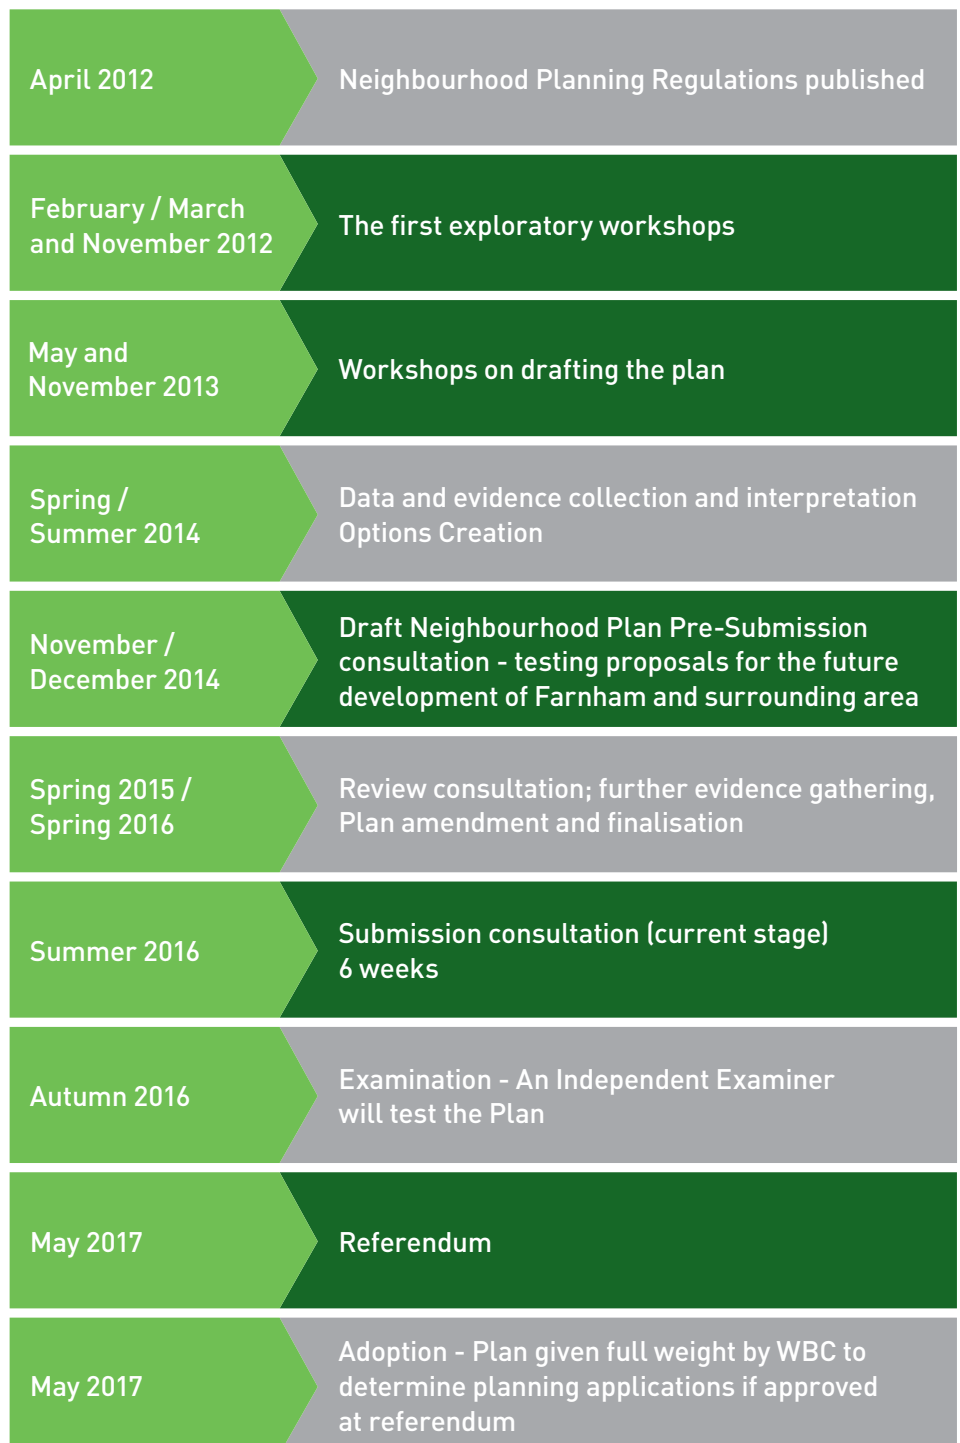 April 2012
Neighbourhood Planning Regulations published
February / March
and November 2012
The first exploratory workshops
May and
November 2013
Workshops on drafting the plan
Spring /
Summer 2014
Data and evidence collection and interpretation
Options Creation
November /
December 2014
Draft Neighbourhood Plan Pre-Submission
consultation - testing proposals for the future
development of Farnham and surrounding area
Spring 2015 /
Spring 2016
Review consultation; further evidence gathering,
Plan amendment and finalisation
Summer 2016
Submission consultation (current stage)
6 weeks
Autumn 2016
Examination - An Independent Examiner
will test the Plan
May 2017
Referendum
May 2017
Adoption - Plan given full weight by WBC to
determine planning applications if approved
at referendum